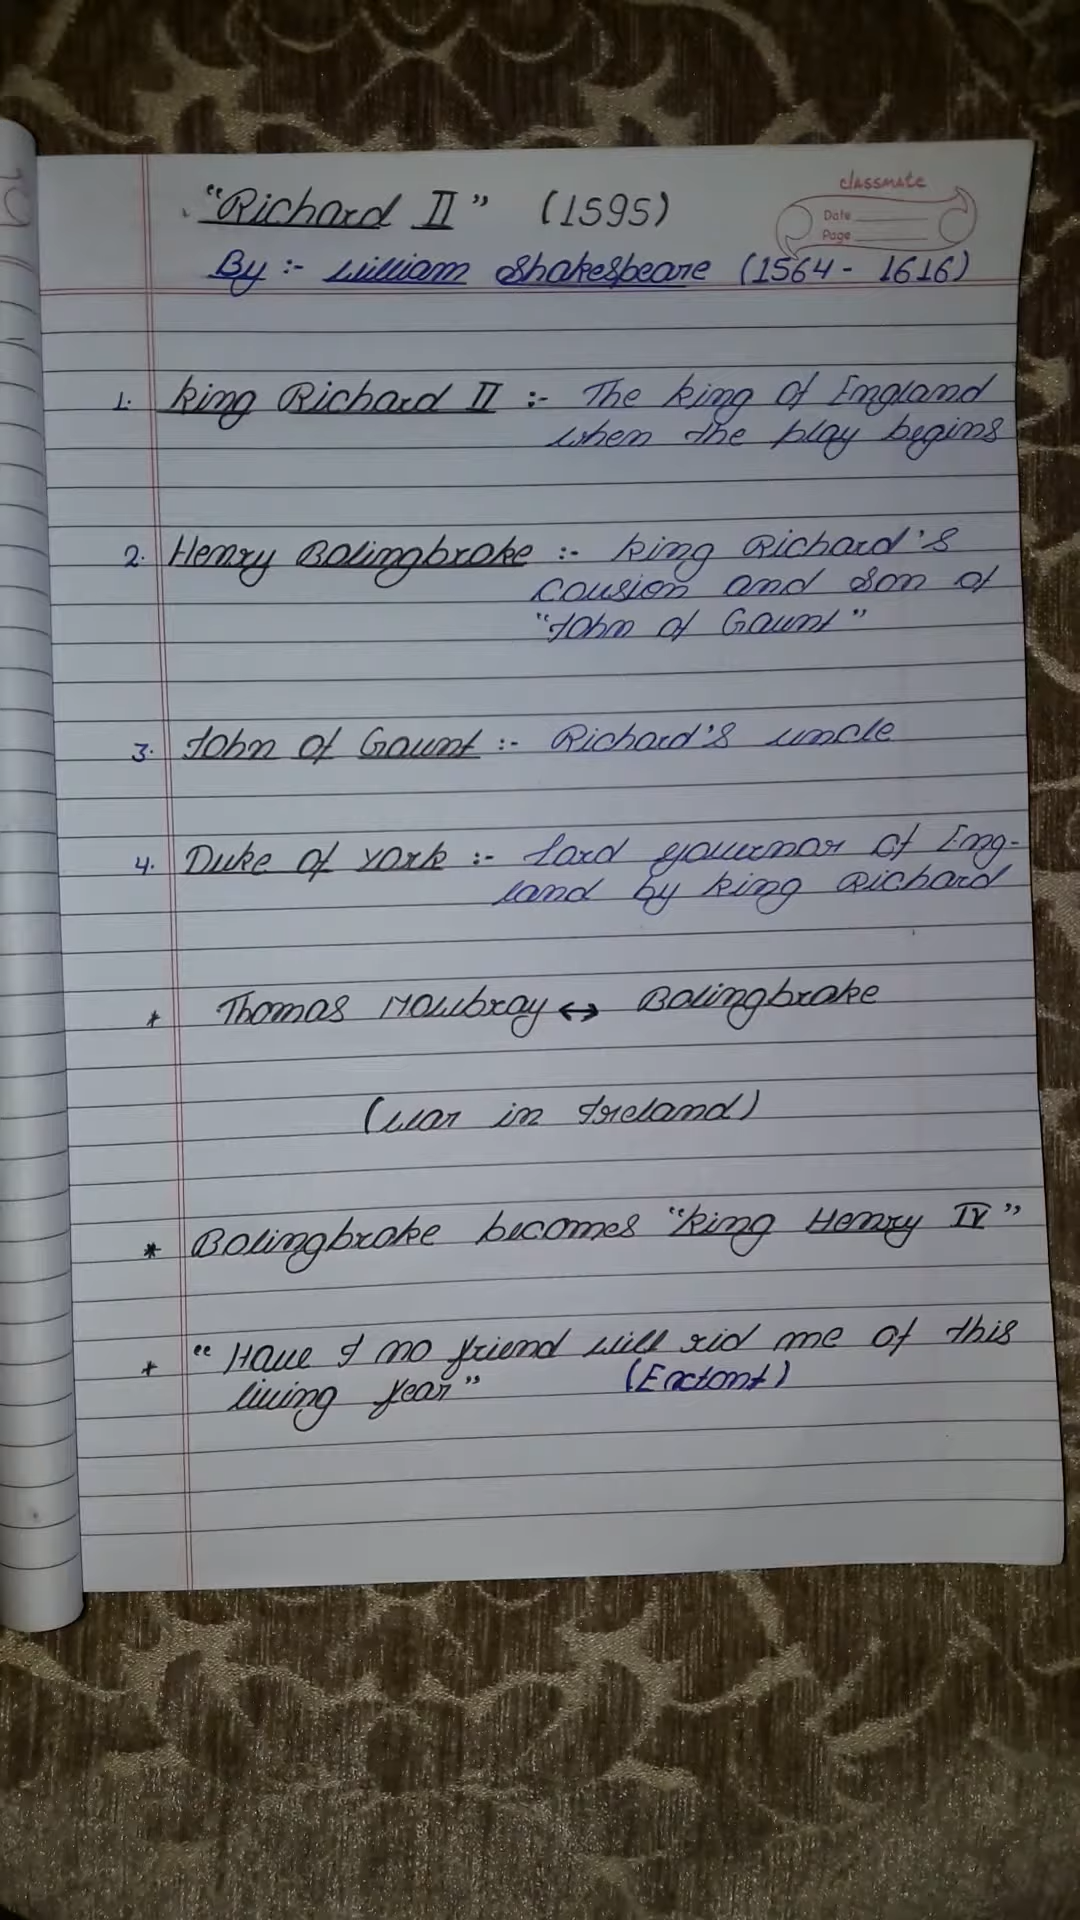 "Richard II" (1595)
classmate
Date
Page
By :- William Shakespeare (1564 - 1616)
1. King Richard II :- The King of England
when the play begins
2. Henry Bolingbroke :- King Richard's
cousion and son of
"John of Gaunt"
3. John of Gaunt :- Richard's uncle
4. Duke of York :- Lord governor of Eng-
land by King Richard
* Thomas Mowbray ↔ Bolingbroke
(war in Ireland)
* Bolingbroke becomes "King Henry IV"
* "Have I no friend will rid me of this
living fear" (Exctont)